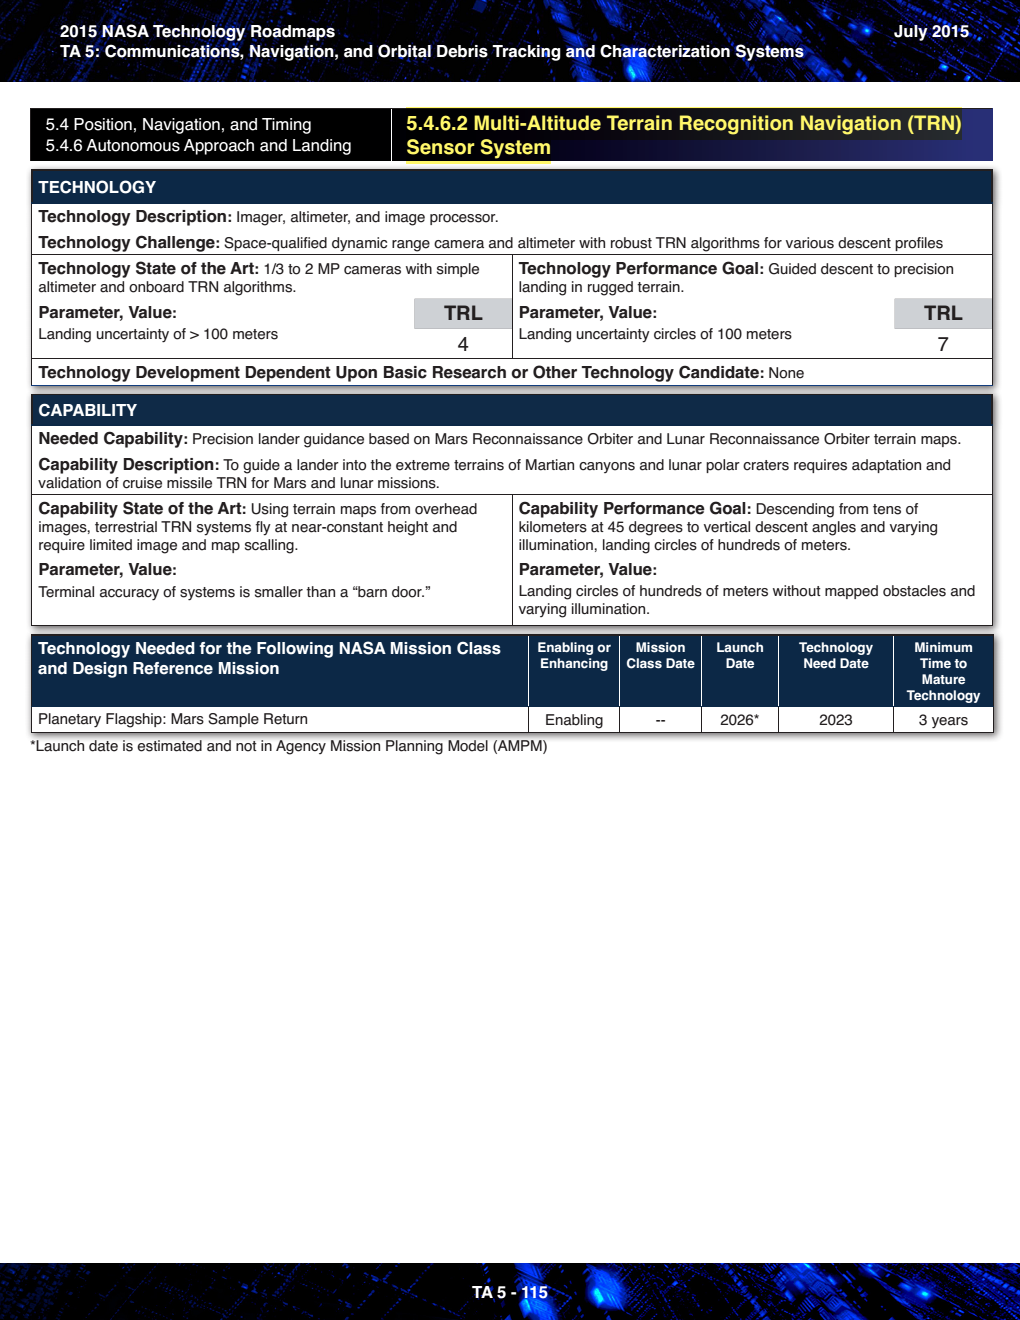 2015 NASA Technology Roadmaps
July 2015
TA 5: Communications, Navigation, and Orbital Debris Tracking and Characterization Systems
5.4 Position, Navigation, and Timing
5.4.6 Autonomous Approach and Landing
5.4.6.2 Multi-Altitude Terrain Recognition Navigation (TRN)
Sensor System
TECHNOLOGY
Technology Description: Imager, altimeter, and image processor.
Technology Challenge: Space-qualified dynamic range camera and altimeter with robust TRN algorithms for various descent profiles
Technology State of the Art: 1/3 to 2 MP cameras with simple
altimeter and onboard TRN algorithms.
Parameter, Value:
Landing uncertainty of > 100 meters
TRL
4
Technology Performance Goal: Guided descent to precision
landing in rugged terrain.
Parameter, Value:
Landing uncertainty circles of 100 meters
TRL
7
Technology Development Dependent Upon Basic Research or Other Technology Candidate: None
CAPABILITY
Needed Capability: Precision lander guidance based on Mars Reconnaissance Orbiter and Lunar Reconnaissance Orbiter terrain maps.
Capability Description: To guide a lander into the extreme terrains of Martian canyons and lunar polar craters requires adaptation and
validation of cruise missile TRN for Mars and lunar missions.
Capability State of the Art: Using terrain maps from overhead
images, terrestrial TRN systems fly at near-constant height and
require limited image and map scalling.
Parameter, Value:
Terminal accuracy of systems is smaller than a “barn door.”
Capability Performance Goal: Descending from tens of
kilometers at 45 degrees to vertical descent angles and varying
illumination, landing circles of hundreds of meters.
Parameter, Value:
Landing circles of hundreds of meters without mapped obstacles and
varying illumination.
Technology Needed for the Following NASA Mission Class
and Design Reference Mission
Enabling or
Enhancing
Mission
Class Date
Launch
Date
Technology
Need Date
Minimum
Time to
Mature
Technology
Planetary Flagship: Mars Sample Return
Enabling
--
2026*
2023
3 years
*Launch date is estimated and not in Agency Mission Planning Model (AMPM)
TA 5 - 115